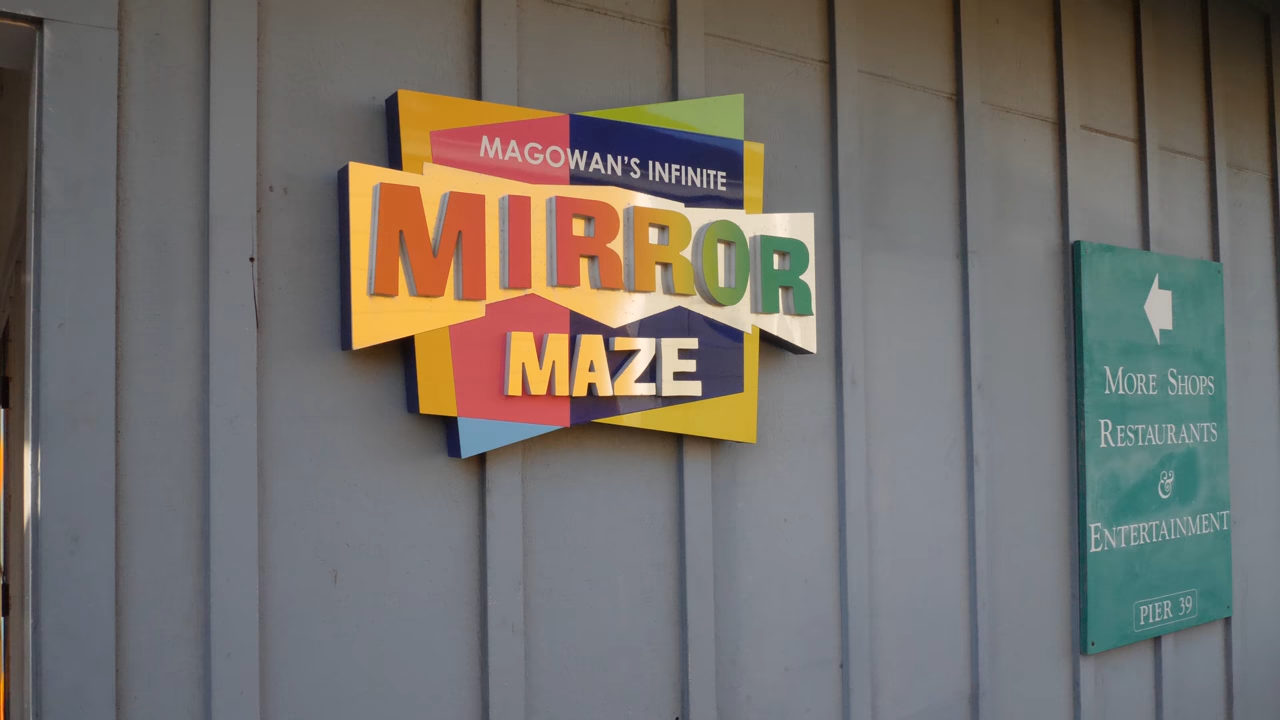 MAGOWAN'S INFINITE
MIRROR
MAZE
MORE SHOPS
RESTAURANTS
&
ENTERTAINMENT
PIER 39